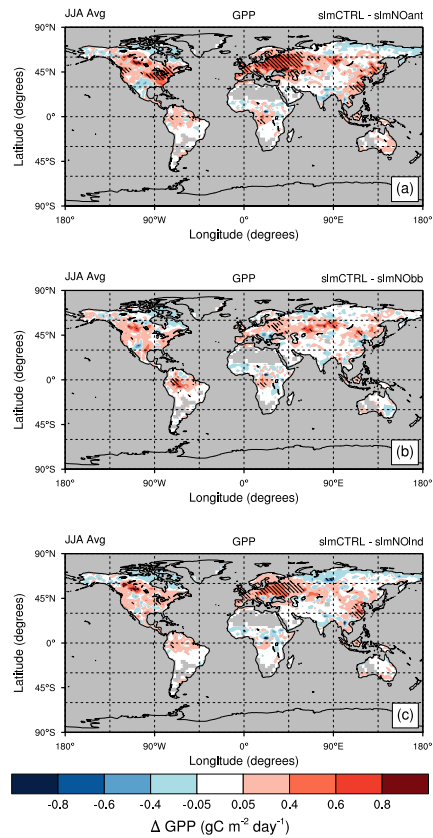 JJA Avg GPP slmCTRL - slmNOant
90°N
45°N
0°
45°S
90°S
Latitude (degrees)
(a)
180° 90°W 0° 90°E 180°
Longitude (degrees)
JJA Avg GPP slmCTRL - slmNObb
90°N
45°N
0°
45°S
90°S
Latitude (degrees)
(b)
180° 90°W 0° 90°E 180°
Longitude (degrees)
JJA Avg GPP slmCTRL - slmNOInd
90°N
45°N
0°
45°S
90°S
Latitude (degrees)
(c)
180° 90°W 0° 90°E 180°
Longitude (degrees)
-0.8 -0.6 -0.4 -0.05 0.05 0.4 0.6 0.8
Δ GPP (gC m⁻² day⁻¹)